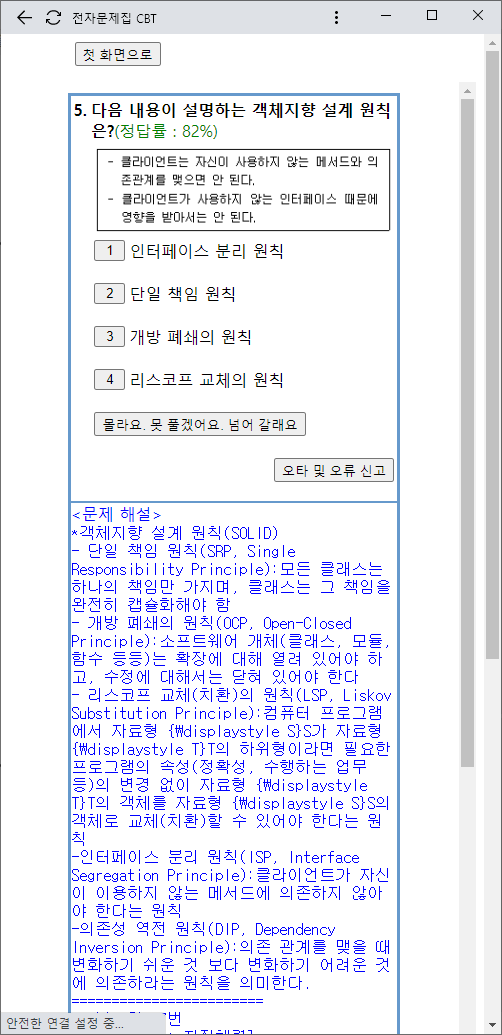 전자문제집 CBT
첫 화면으로
5. 다음 내용이 설명하는 객체지향 설계 원칙
은?(정답률 : 82%)
- 클라이언트는 자신이 사용하지 않는 메서드와 의
존관계를 맺으면 안 된다.
- 클라이언트가 사용하지 않는 인터페이스 때문에
영향을 받아서는 안 된다.
1 인터페이스 분리 원칙
2 단일 책임 원칙
3 개방 폐쇄의 원칙
4 리스코프 교체의 원칙
몰라요. 못 풀겠어요. 넘어 갈래요
오타 및 오류 신고
<문제 해설>
*객체지향 설계 원칙(SOLID)
- 단일 책임 원칙(SRP, Single
Responsibility Principle):모든 클래스는
하나의 책임만 가지며, 클래스는 그 책임을
완전히 캡슐화해야 함
- 개방 폐쇄의 원칙(OCP, Open-Closed
Principle):소프트웨어 개체(클래스, 모듈,
함수 등등)는 확장에 대해 열려 있어야 하
고, 수정에 대해서는 닫혀 있어야 한다
- 리스코프 교체(치환)의 원칙(LSP, Liskov
Substitution Principle):컴퓨터 프로그램
에서 자료형 {₩displaystyle S}S가 자료형
{₩displaystyle T}T의 하위형이라면 필요한
프로그램의 속성(정확성, 수행하는 업무
등)의 변경 없이 자료형 {₩displaystyle
T}T의 객체를 자료형 {₩displaystyle S}S의
객체로 교체(치환)할 수 있어야 한다는 원
칙
-인터페이스 분리 원칙(ISP, Interface
Segregation Principle):클라이언트가 자신
이 이용하지 않는 메서드에 의존하지 않아
야 한다는 원칙
-의존성 역전 원칙(DIP, Dependency
Inversion Principle):의존 관계를 맺을 때
변화하기 쉬운 것 보다 변화하기 어려운 것
에 의존하라는 원칙을 의미한다.
========================
안전한 연결 설정 중...